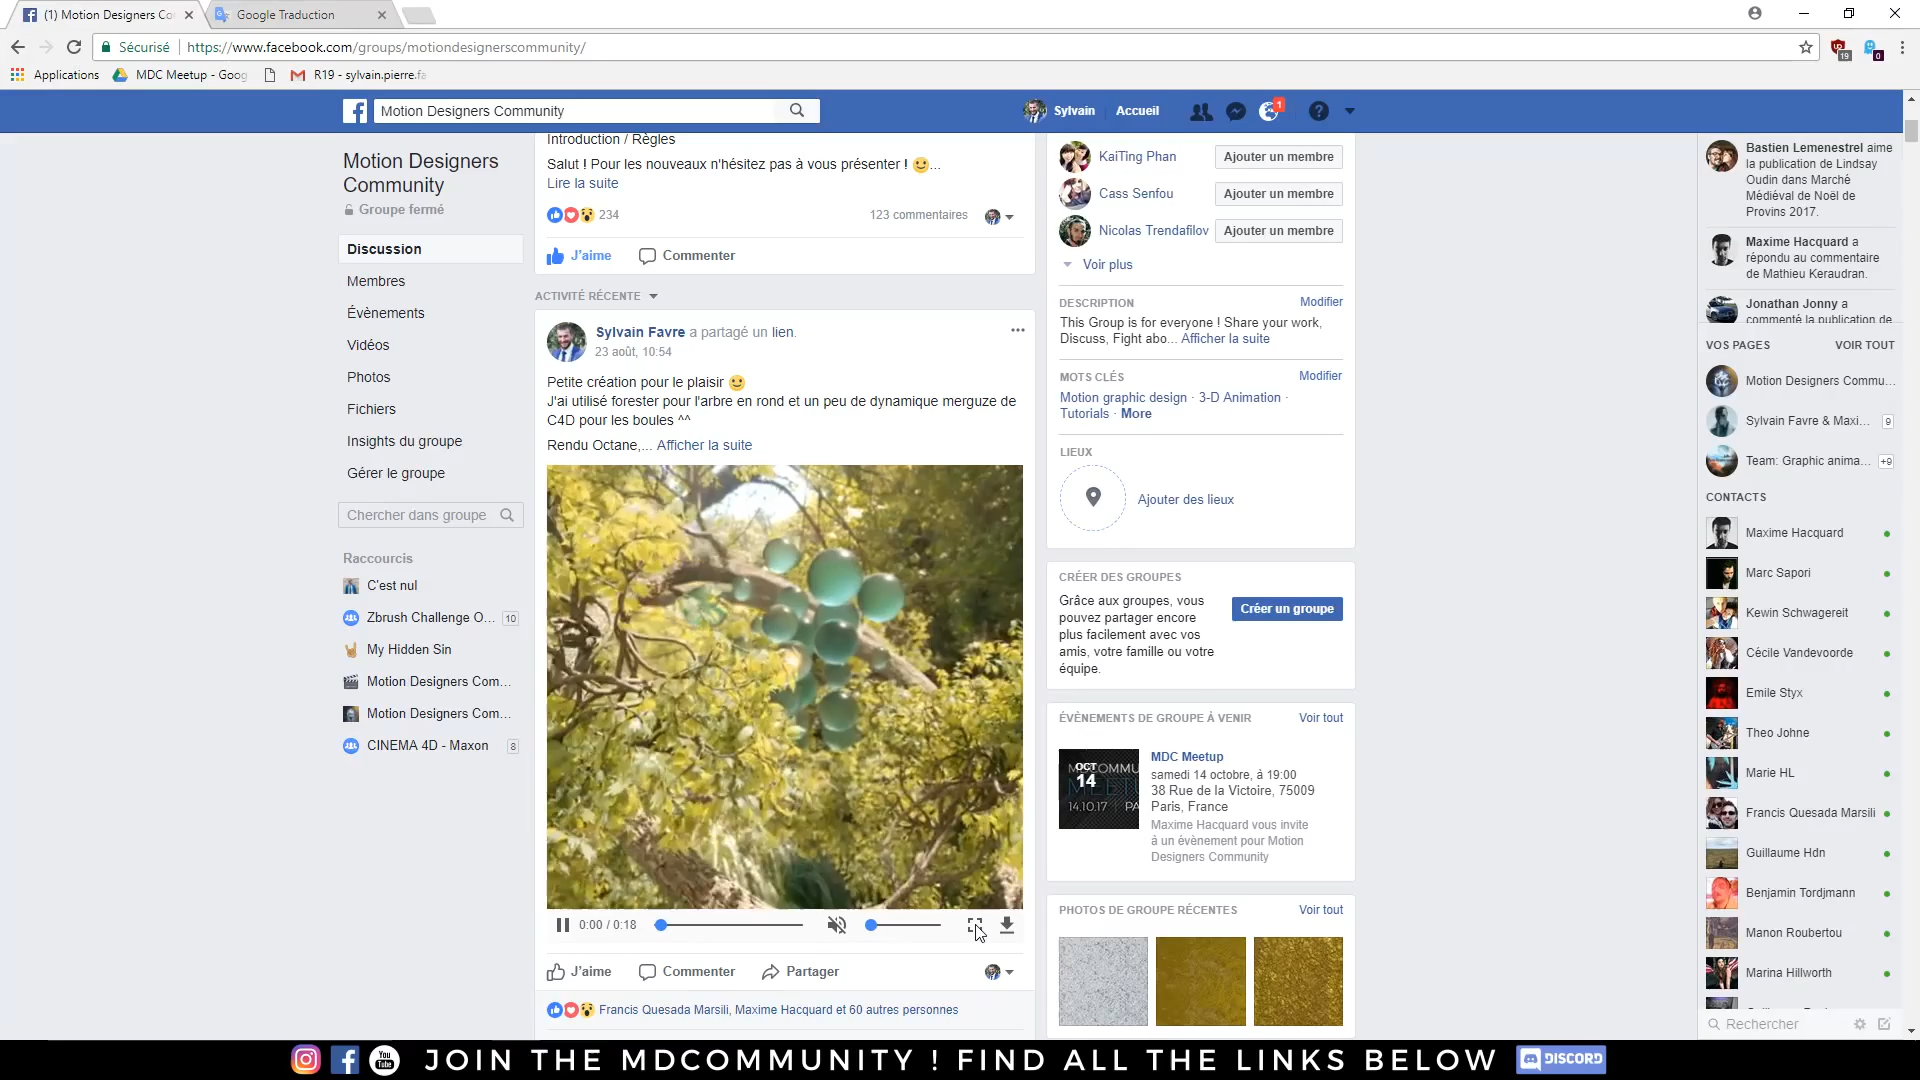 (1) Motion Designers Co
Google Traduction
Sécurisé
https://www.facebook.com/groups/motiondesignerscommunity/
19
0
Applications
MDC Meetup - Goog
R19 - sylvain.pierre.fa
Motion Designers Community
Sylvain
Accueil
1
Motion Designers
Community
Groupe fermé
Discussion
Membres
Évènements
Vidéos
Photos
Fichiers
Insights du groupe
Gérer le groupe
Chercher dans groupe
Raccourcis
C'est nul
Zbrush Challenge O... 10
My Hidden Sin
Motion Designers Com...
Motion Designers Com...
CINEMA 4D - Maxon 8
Introduction / Règles
Salut ! Pour les nouveaux n'hésitez pas à vous présenter ! 🙂...
Lire la suite
234
123 commentaires
J'aime
Commenter
ACTIVITÉ RÉCENTE
Sylvain Favre a partagé un lien.
23 août, 10:54
Petite création pour le plaisir 🙂
J'ai utilisé forester pour l'arbre en rond et un peu de dynamique merguze de
C4D pour les boules ^^
Rendu Octane,... Afficher la suite
0:00 / 0:18
J'aime
Commenter
Partager
Francis Quesada Marsili, Maxime Hacquard et 60 autres personnes
KaiTing Phan Ajouter un membre
Cass Senfou Ajouter un membre
Nicolas Trendafilov Ajouter un membre
Voir plus
DESCRIPTION Modifier
This Group is for everyone ! Share your work,
Discuss, Fight abo... Afficher la suite
MOTS CLÉS Modifier
Motion graphic design · 3-D Animation ·
Tutorials · More
LIEUX
Ajouter des lieux
CRÉER DES GROUPES
Grâce aux groupes, vous
pouvez partager encore
plus facilement avec vos
amis, votre famille ou votre
équipe.
Créer un groupe
ÉVÈNEMENTS DE GROUPE À VENIR Voir tout
OCT
14
14.10.17
PA
MDC Meetup
samedi 14 octobre, à 19:00
38 Rue de la Victoire, 75009
Paris, France
Maxime Hacquard vous invite
à un évènement pour Motion
Designers Community
PHOTOS DE GROUPE RÉCENTES Voir tout
Bastien Lemenestrel aime
la publication de Lindsay
Oudin dans Marché
Médiéval de Noël de
Provins 2017.
Maxime Hacquard a
répondu au commentaire
de Mathieu Keraudran.
Jonathan Jonny a
commenté la publication de
VOS PAGES VOIR TOUT
Motion Designers Commu...
Sylvain Favre & Maxi... 9
Team: Graphic anima... +9
CONTACTS
Maxime Hacquard
Marc Sapori
Kewin Schwagereit
Cécile Vandevoorde
Emile Styx
Theo Johne
Marie HL
Francis Quesada Marsili
Guillaume Hdn
Benjamin Tordjmann
Manon Roubertou
Marina Hillworth
Rechercher
You Tube
JOIN THE MDCOMMUNITY ! FIND ALL THE LINKS BELOW
DISCORD